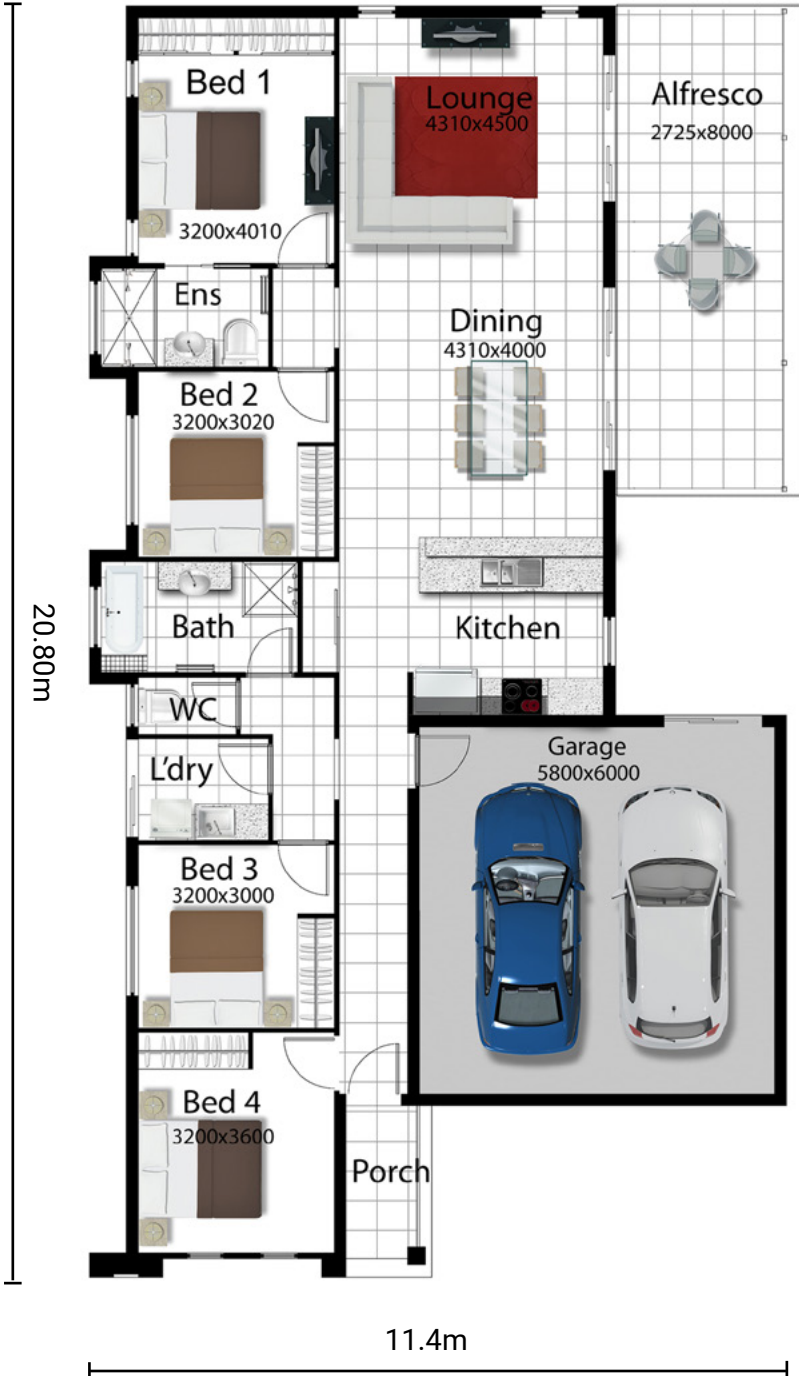 Bed 1
3200x4010
Lounge
4310x4500
Alfresco
2725x8000
Ens
Dining
4310x4000
Bed 2
3200x3020
20.80m
Bath
Kitchen
WC
L'dry
Garage
5800x6000
Bed 3
3200x3000
Bed 4
3200x3600
Porch
11.4m